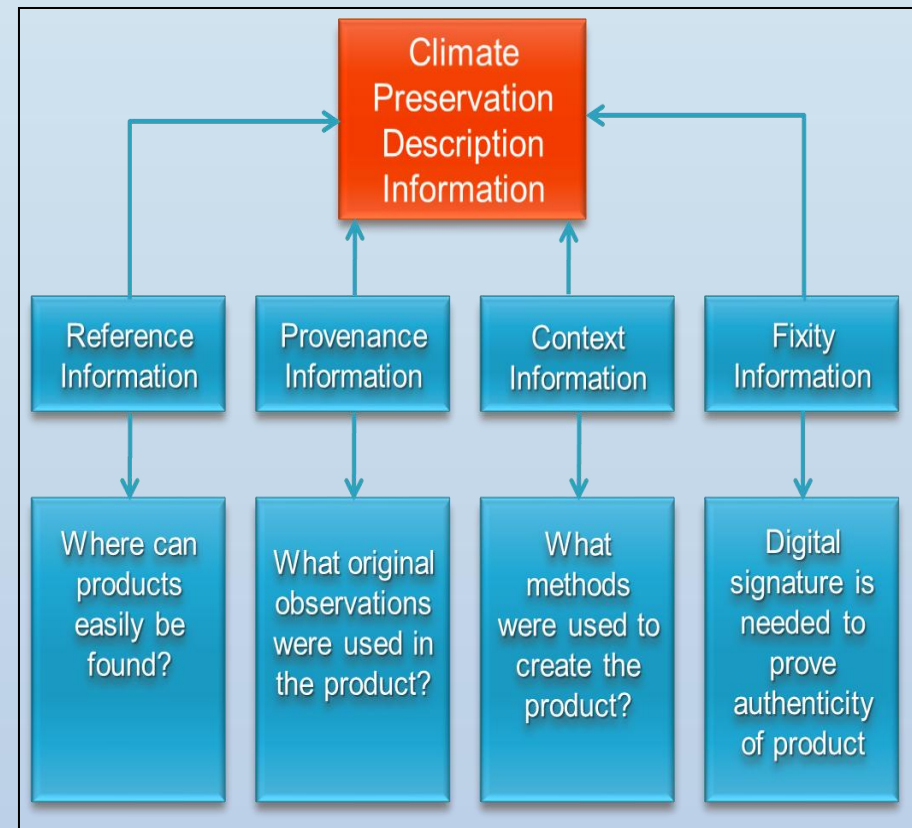 Climate
Preservation
Description
Information
Reference
Information
Provenance
Information
Context
Information
Fixity
Information
Where can
products
easily be
found?
What original
observations
were used in
the product?
What
methods
were used to
create the
product?
Digital
signature is
needed to
prove
authenticity
of product